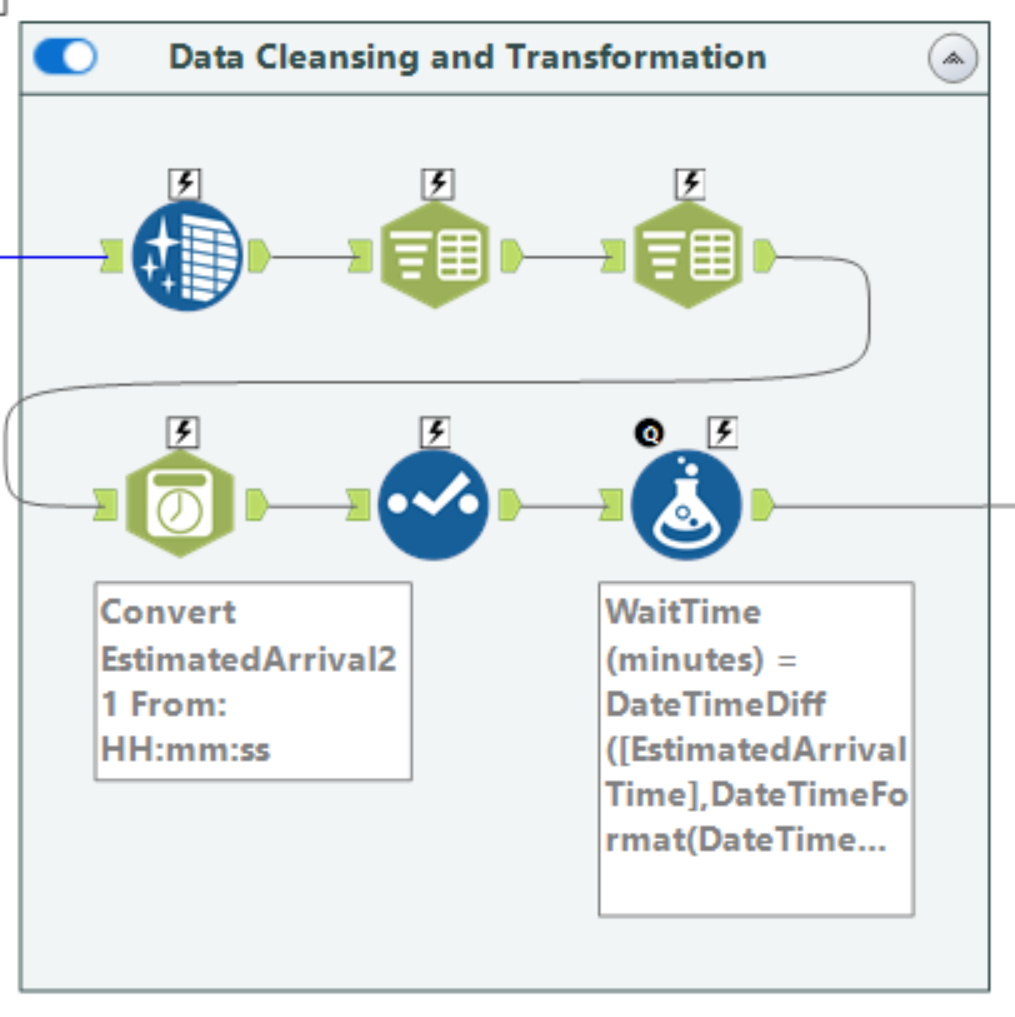 Data Cleansing and Transformation
Q
Convert
EstimatedArrival2
1 From:
HH:mm:ss
WaitTime
(minutes) =
DateTimeDiff
([EstimatedArrival
Time],DateTimeFo
rmat(DateTime...